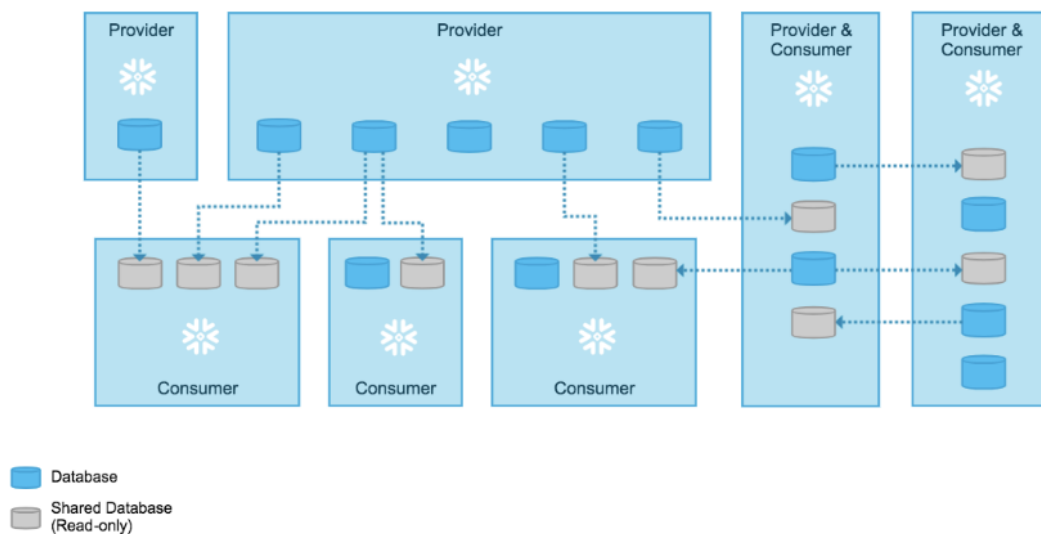 Provider
Provider
Provider &
Consumer
Provider &
Consumer
Consumer
Consumer
Consumer
Database
Shared Database
(Read-only)